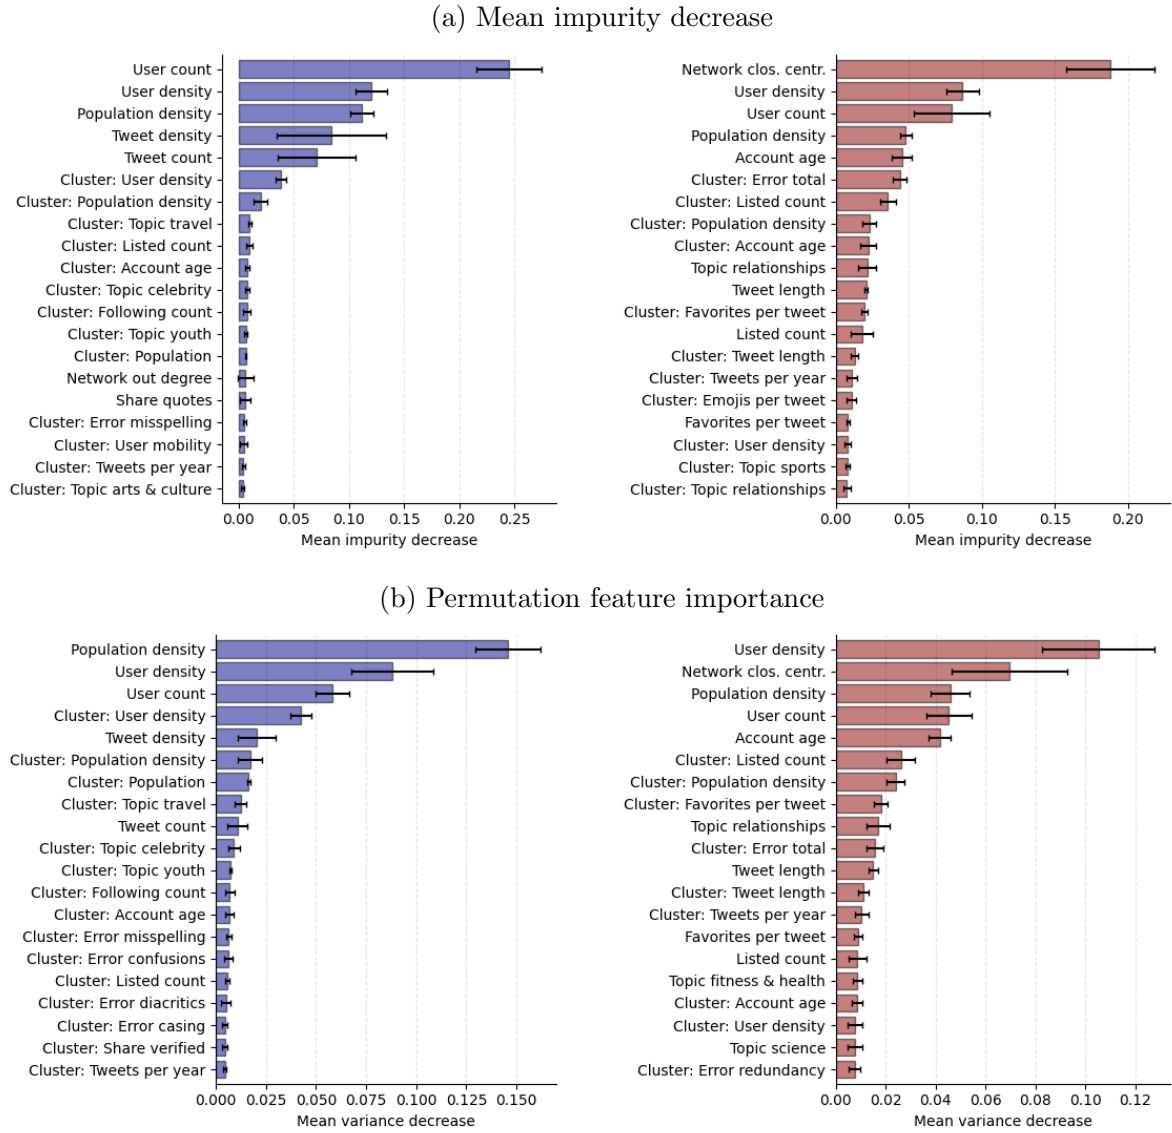 (a) Mean impurity decrease
User count
User density
Population density
Tweet density
Tweet count
Cluster: User density
Cluster: Population density
Cluster: Topic travel
Cluster: Listed count
Cluster: Account age
Cluster: Topic celebrity
Cluster: Following count
Cluster: Topic youth
Cluster: Population
Network out degree
Share quotes
Cluster: Error misspelling
Cluster: User mobility
Cluster: Tweets per year
Cluster: Topic arts & culture
0.00 0.05 0.10 0.15 0.20 0.25
Mean impurity decrease
Network clos. centr.
User density
User count
Population density
Account age
Cluster: Error total
Cluster: Listed count
Cluster: Population density
Cluster: Account age
Topic relationships
Tweet length
Cluster: Favorites per tweet
Listed count
Cluster: Tweet length
Cluster: Tweets per year
Cluster: Emojis per tweet
Favorites per tweet
Cluster: User density
Cluster: Topic sports
Cluster: Topic relationships
0.00 0.05 0.10 0.15 0.20
Mean impurity decrease
(b) Permutation feature importance
Population density
User density
User count
Cluster: User density
Tweet density
Cluster: Population density
Cluster: Population
Cluster: Topic travel
Tweet count
Cluster: Topic celebrity
Cluster: Topic youth
Cluster: Following count
Cluster: Account age
Cluster: Error misspelling
Cluster: Error confusions
Cluster: Listed count
Cluster: Error diacritics
Cluster: Error casing
Cluster: Share verified
Cluster: Tweets per year
0.000 0.025 0.050 0.075 0.100 0.125 0.150
Mean variance decrease
User density
Network clos. centr.
Population density
User count
Account age
Cluster: Listed count
Cluster: Population density
Cluster: Favorites per tweet
Topic relationships
Cluster: Error total
Tweet length
Cluster: Tweet length
Cluster: Tweets per year
Favorites per tweet
Listed count
Topic fitness & health
Cluster: Account age
Cluster: User density
Topic science
Cluster: Error redundancy
0.00 0.02 0.04 0.06 0.08 0.10 0.12
Mean variance decrease